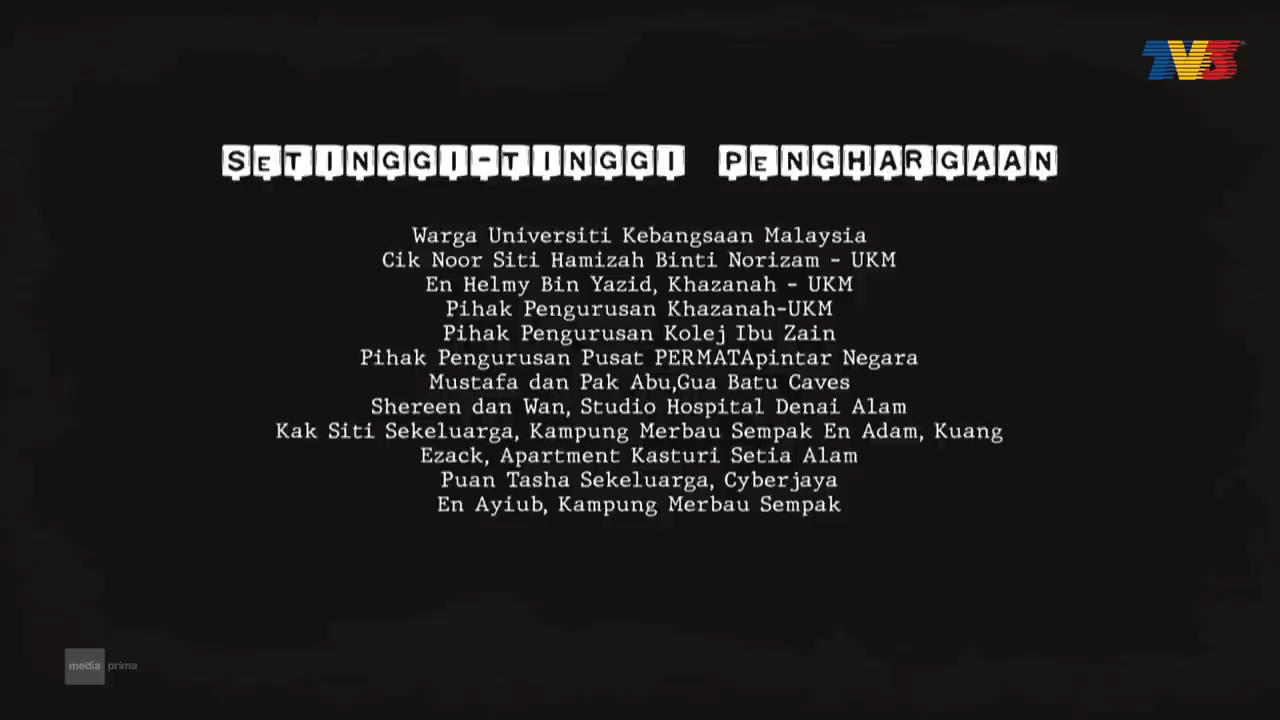 TV3
SETINGGI-TINGGI PENGHARGAAN
Warga Universiti Kebangsaan Malaysia
Cik Noor Siti Hamizah Binti Norizam - UKM
En Helmy Bin Yazid, Khazanah - UKM
Pihak Pengurusan Khazanah-UKM
Pihak Pengurusan Kolej Ibu Zain
Pihak Pengurusan Pusat PERMATApintar Negara
Mustafa dan Pak Abu,Gua Batu Caves
Shereen dan Wan, Studio Hospital Denai Alam
Kak Siti Sekeluarga, Kampung Merbau Sempak En Adam, Kuang
Ezack, Apartment Kasturi Setia Alam
Puan Tasha Sekeluarga, Cyberjaya
En Ayiub, Kampung Merbau Sempak
media prima